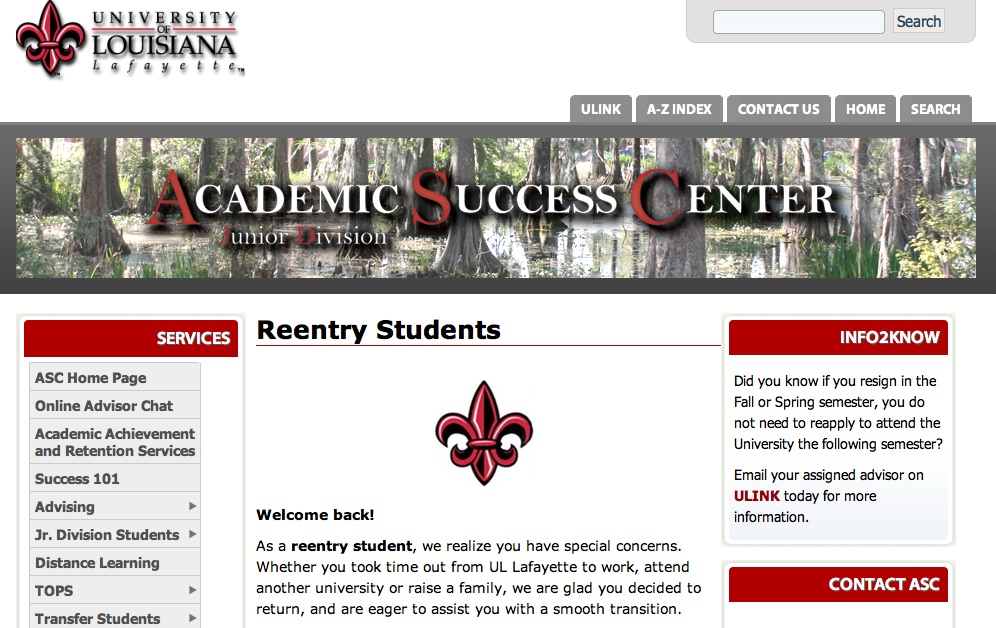 UNIVERSITY
OF
LOUISIANA
Lafayette™
Search
ULINK
A-Z INDEX
CONTACT US
HOME
SEARCH
ACADEMIC SUCCESS CENTER
Junior Division
SERVICES
ASC Home Page
Online Advisor Chat
Academic Achievement
and Retention Services
Success 101
Advising
Jr. Division Students
Distance Learning
TOPS
Transfer Students
Reentry Students
Welcome back!
As a reentry student, we realize you have special concerns.
Whether you took time out from UL Lafayette to work, attend
another university or raise a family, we are glad you decided to
return, and are eager to assist you with a smooth transition.
INFO2KNOW
Did you know if you resign in the
Fall or Spring semester, you do
not need to reapply to attend the
University the following semester?
Email your assigned advisor on
ULINK today for more
information.
CONTACT ASC